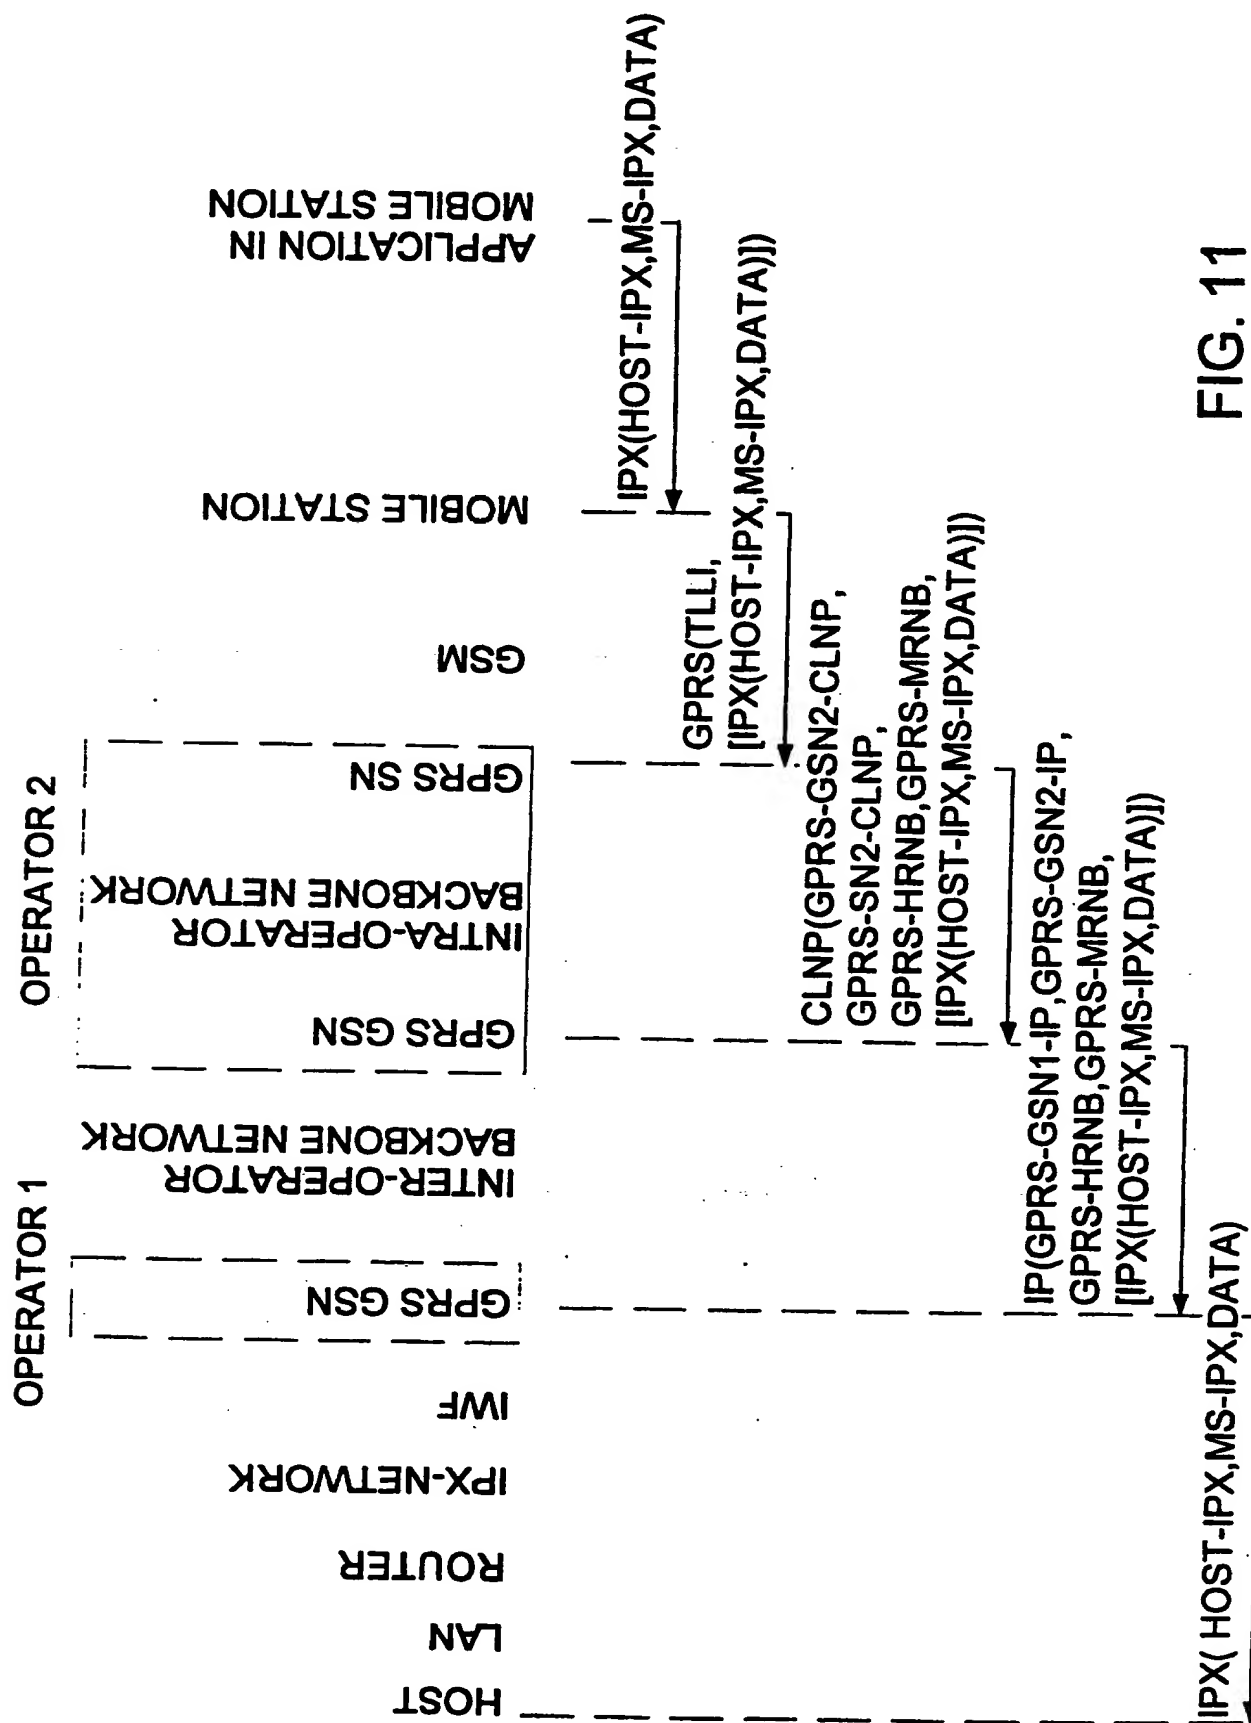 OPERATOR 1
OPERATOR 2
HOST
LAN
ROUTER
IPX-NETWORK
IWF
GPRS GSN
INTER-OPERATOR
BACKBONE NETWORK
GPRS GSN
INTRA-OPERATOR
BACKBONE NETWORK
GPRS SN
GSM
MOBILE STATION
APPLICATION IN
MOBILE STATION
IPX(HOST-IPX,MS-IPX,DATA)
GPRS(TLLI,
[IPX(HOST-IPX,MS-IPX,DATA)])
CLNP(GPRS-GSN2-CLNP,
GPRS-SN2-CLNP,
GPRS-HRNB,GPRS-MRNB,
[IPX(HOST-IPX,MS-IPX,DATA)])
IP(GPRS-GSN1-IP,GPRS-GSN2-IP,
GPRS-HRNB,GPRS-MRNB,
[IPX(HOST-IPX,MS-IPX,DATA)])
IPX( HOST-IPX,MS-IPX,DATA)
FIG. 11